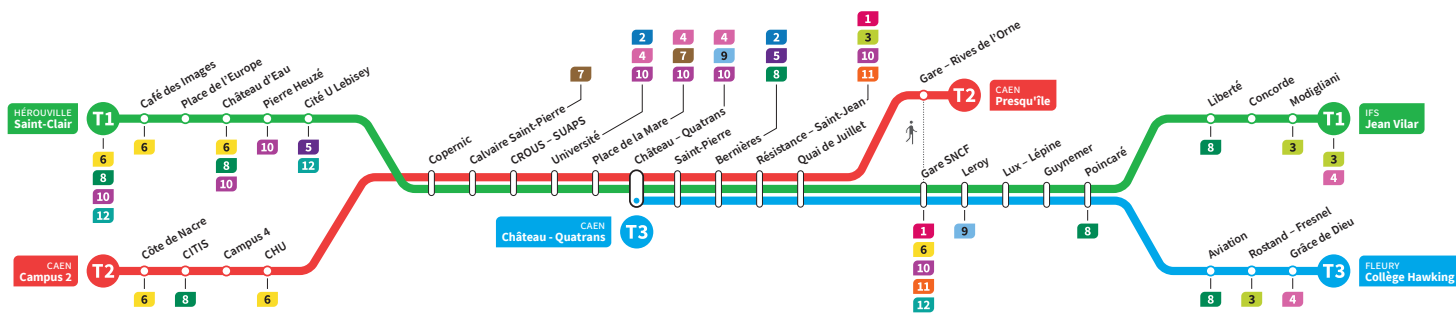 HÉROUVILLE
Saint-Clair
T1
6
8
10
12
Café des Images
6
Place de l'Europe
Château d'Eau
6
8
10
Pierre Heuzé
10
Cité U Lebisey
5
12
CAEN
Campus 2
T2
Côte de Nacre
6
CITIS
8
Campus 4
CHU
6
Copernic
Calvaire Saint-Pierre
7
CROUS – SUAPS
Université
2
4
10
Place de la Mare
4
7
10
Château – Quatrans
4
9
10
CAEN
Château - Quatrans
T3
Saint-Pierre
Bernières
2
5
8
Résistance – Saint-Jean
1
3
10
11
Quai de Juillet
Gare – Rives de l'Orne
T2
CAEN
Presqu'île
Gare SNCF
1
6
10
11
12
Leroy
9
Lux – Lépine
Guynemer
Poincaré
8
Liberté
8
Concorde
Modigliani
3
T1
3
4
IFS
Jean Vilar
Aviation
8
Rostand – Fresnel
3
Grâce de Dieu
4
T3
FLEURY
Collège Hawking